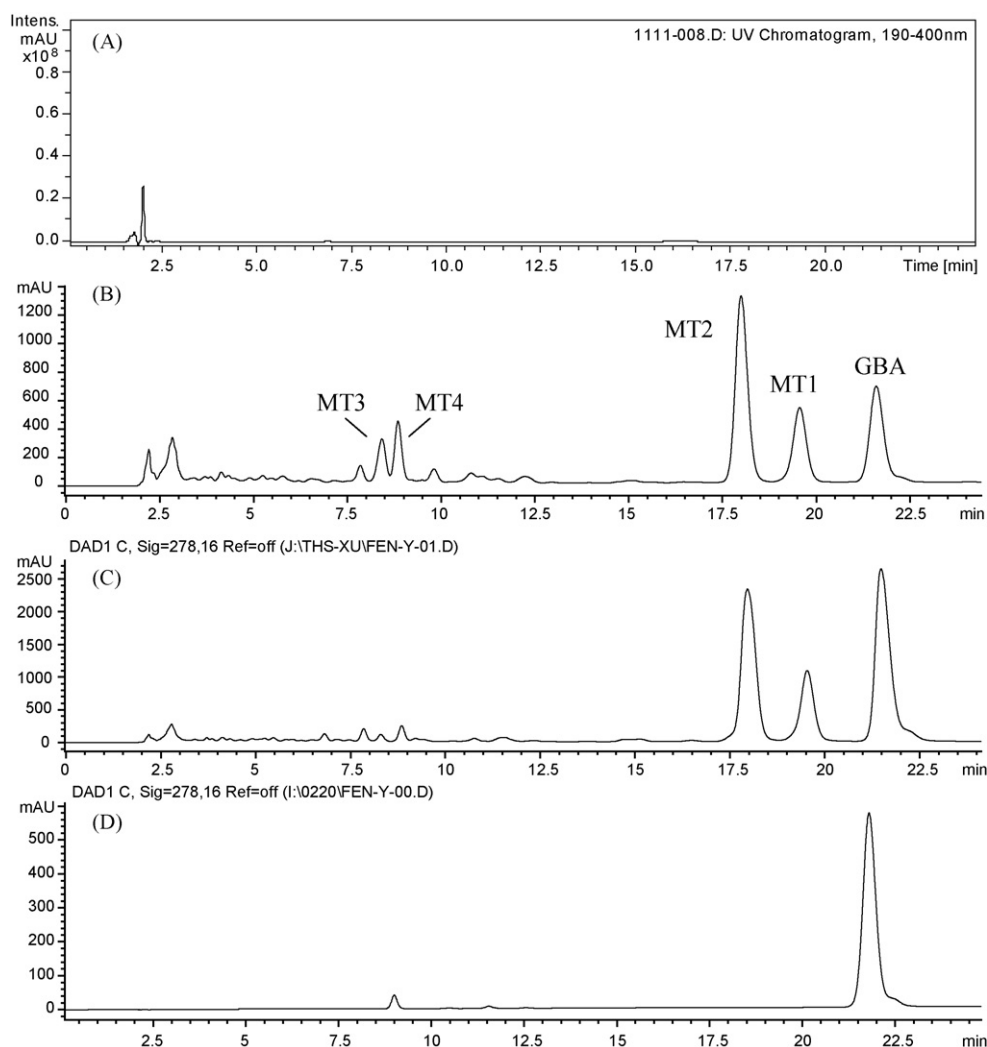 Intens.
mAU
x10⁸
(A)
1111-008.D: UV Chromatogram, 190-400nm
0.8
0.6
0.4
0.2
0.0
2.5 5.0 7.5 10.0 12.5 15.0 17.5 20.0 Time [min]
mAU
(B)
1200
1000
800
600
400
200
0
MT3
MT4
MT2
MT1
GBA
0 2.5 5 7.5 10 12.5 15 17.5 20 22.5 min
DAD1 C, Sig=278,16 Ref=off (J:\THS-XU\FEN-Y-01.D)
mAU
(C)
2500
2000
1500
1000
500
0
0 2.5 5 7.5 10 12.5 15 17.5 20 22.5 min
DAD1 C, Sig=278,16 Ref=off (I:\0220\FEN-Y-00.D)
mAU
(D)
500
400
300
200
100
0
2.5 5 7.5 10 12.5 15 17.5 20 22.5 min